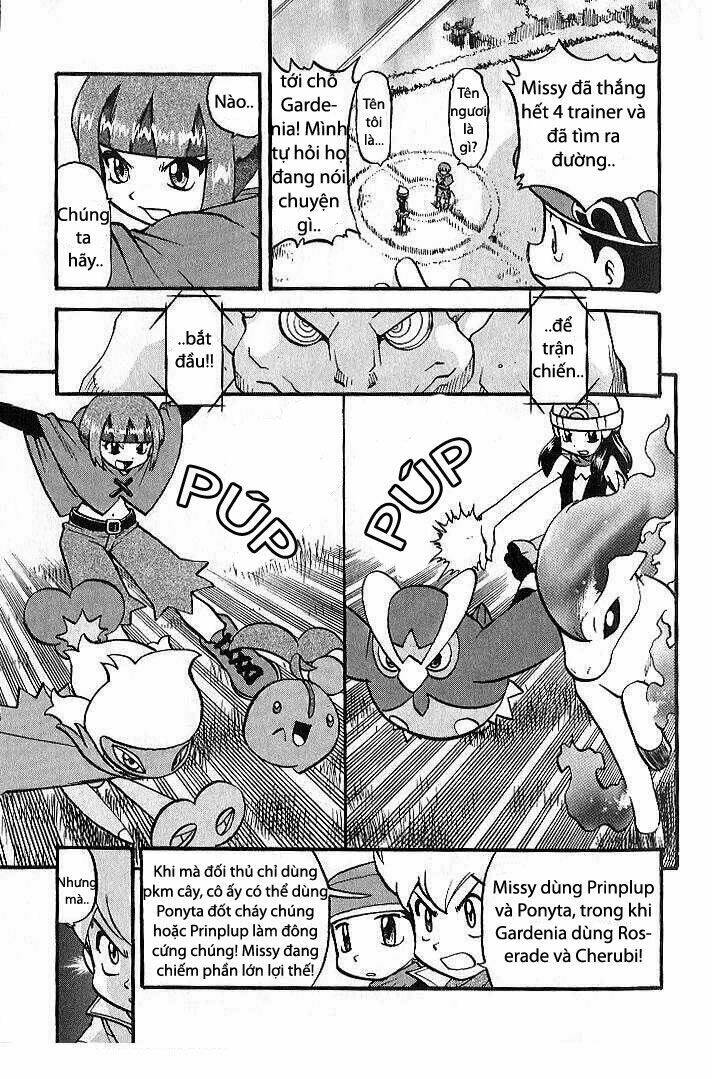 Missy đã thắng
hết 4 trainer và
đã tìm ra
đường..
tới chỗ
Garde-
nia! Mình
tự hỏi họ
đang nói
chuyện
gì..
Tên
ngươi
là
gì?
Tên
tôi
là...
Nào..
Chúng
ta
hãy..
..để
trận
chiến..
..bắt
đầu!!
PÚP
PÚP
Missy dùng Prinplup
và Ponyta, trong khi
Gardenia dùng Ros-
erade và Cherubi!
Khi mà đối thủ chỉ dùng
pkm cây, cô ấy có thể dùng
Ponyta đốt cháy chúng
hoặc Prinplup làm đông
cứng chúng! Missy đang
chiếm phần lớn lợi thế!
Nhưng
mà..